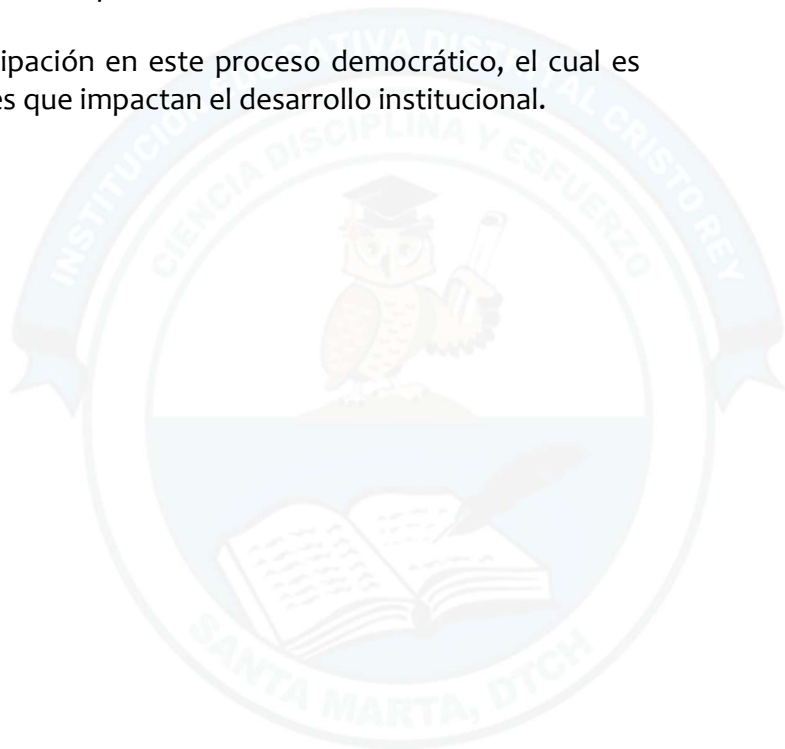 ipación en este proceso democrático, el cual es
es que impactan el desarrollo institucional.
INSTITUCIÓN EDUCATIVA DISTRITAL CRISTO REY
CIENCIA DISCIPLINA Y ESFUERZO
SANTA MARTA, DTCH